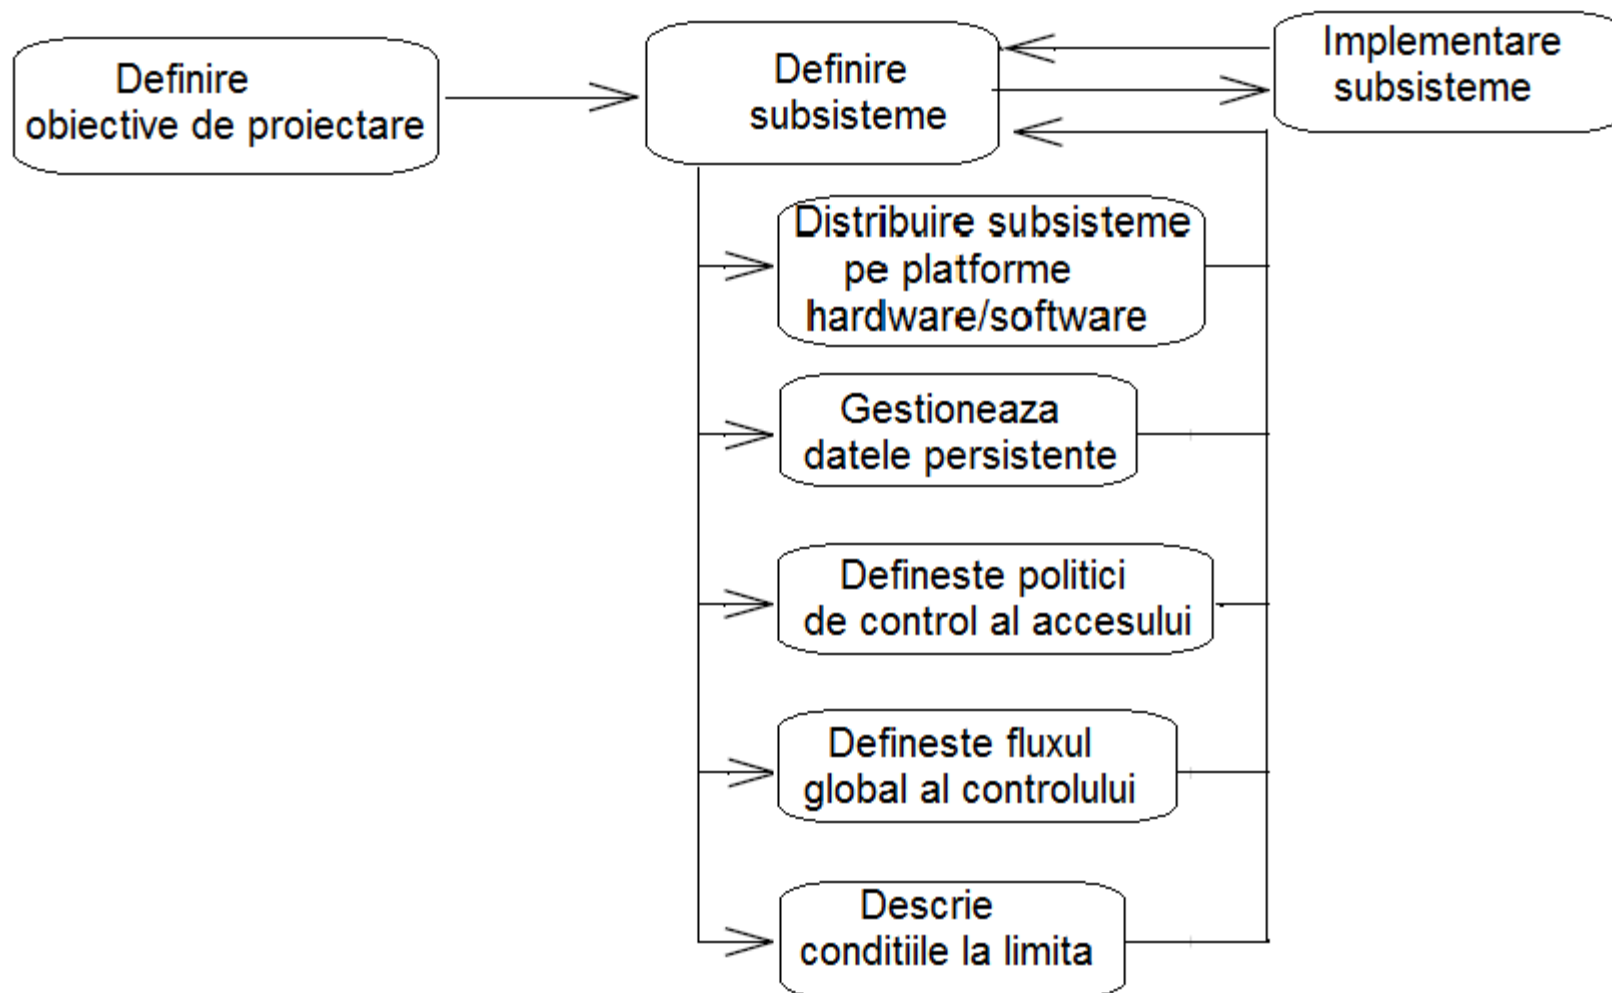 Definire
obiective de proiectare
Definire
subsisteme
Implementare
subsisteme
Distribuire subsisteme
pe platforme
hardware/software
Gestioneaza
datele persistente
Defineste politici
de control al accesului
Defineste fluxul
global al controlului
Descrie
conditiile la limita